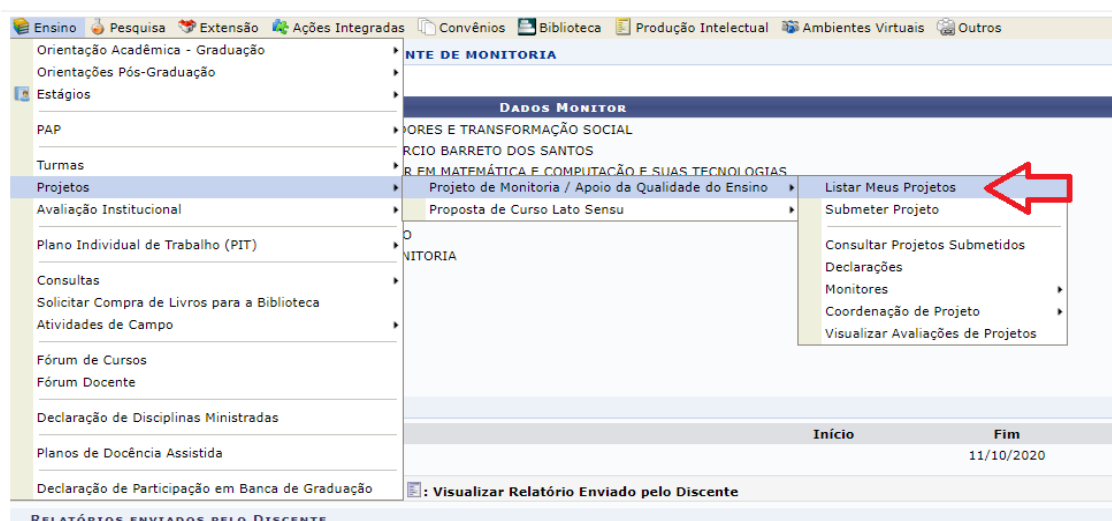 Ensino Pesquisa Extensão Ações Integradas Convênios Biblioteca Produção Intelectual Ambientes Virtuais Outros
Orientação Acadêmica - Graduação
NTE DE MONITORIA
Orientações Pós-Graduação
Estágios
DADOS MONITOR
PAP
ORES E TRANSFORMAÇÃO SOCIAL
RCIO BARRETO DOS SANTOS
Turmas
R EM MATEMÁTICA E COMPUTAÇÃO E SUAS TECNOLOGIAS
Projetos
Projeto de Monitoria / Apoio da Qualidade do Ensino
Listar Meus Projetos
Avaliação Institucional
Proposta de Curso Lato Sensu
Submeter Projeto
Plano Individual de Trabalho (PIT)
O
NITORIA
Consultar Projetos Submetidos
Declarações
Consultas
Monitores
Solicitar Compra de Livros para a Biblioteca
Coordenação de Projeto
Atividades de Campo
Visualizar Avaliações de Projetos
Fórum de Cursos
Fórum Docente
Declaração de Disciplinas Ministradas
Início Fim
Planos de Docência Assistida
11/10/2020
Declaração de Participação em Banca de Graduação
: Visualizar Relatório Enviado pelo Discente
RELATÓRIOS ENVIADOS PELO DISCENTE